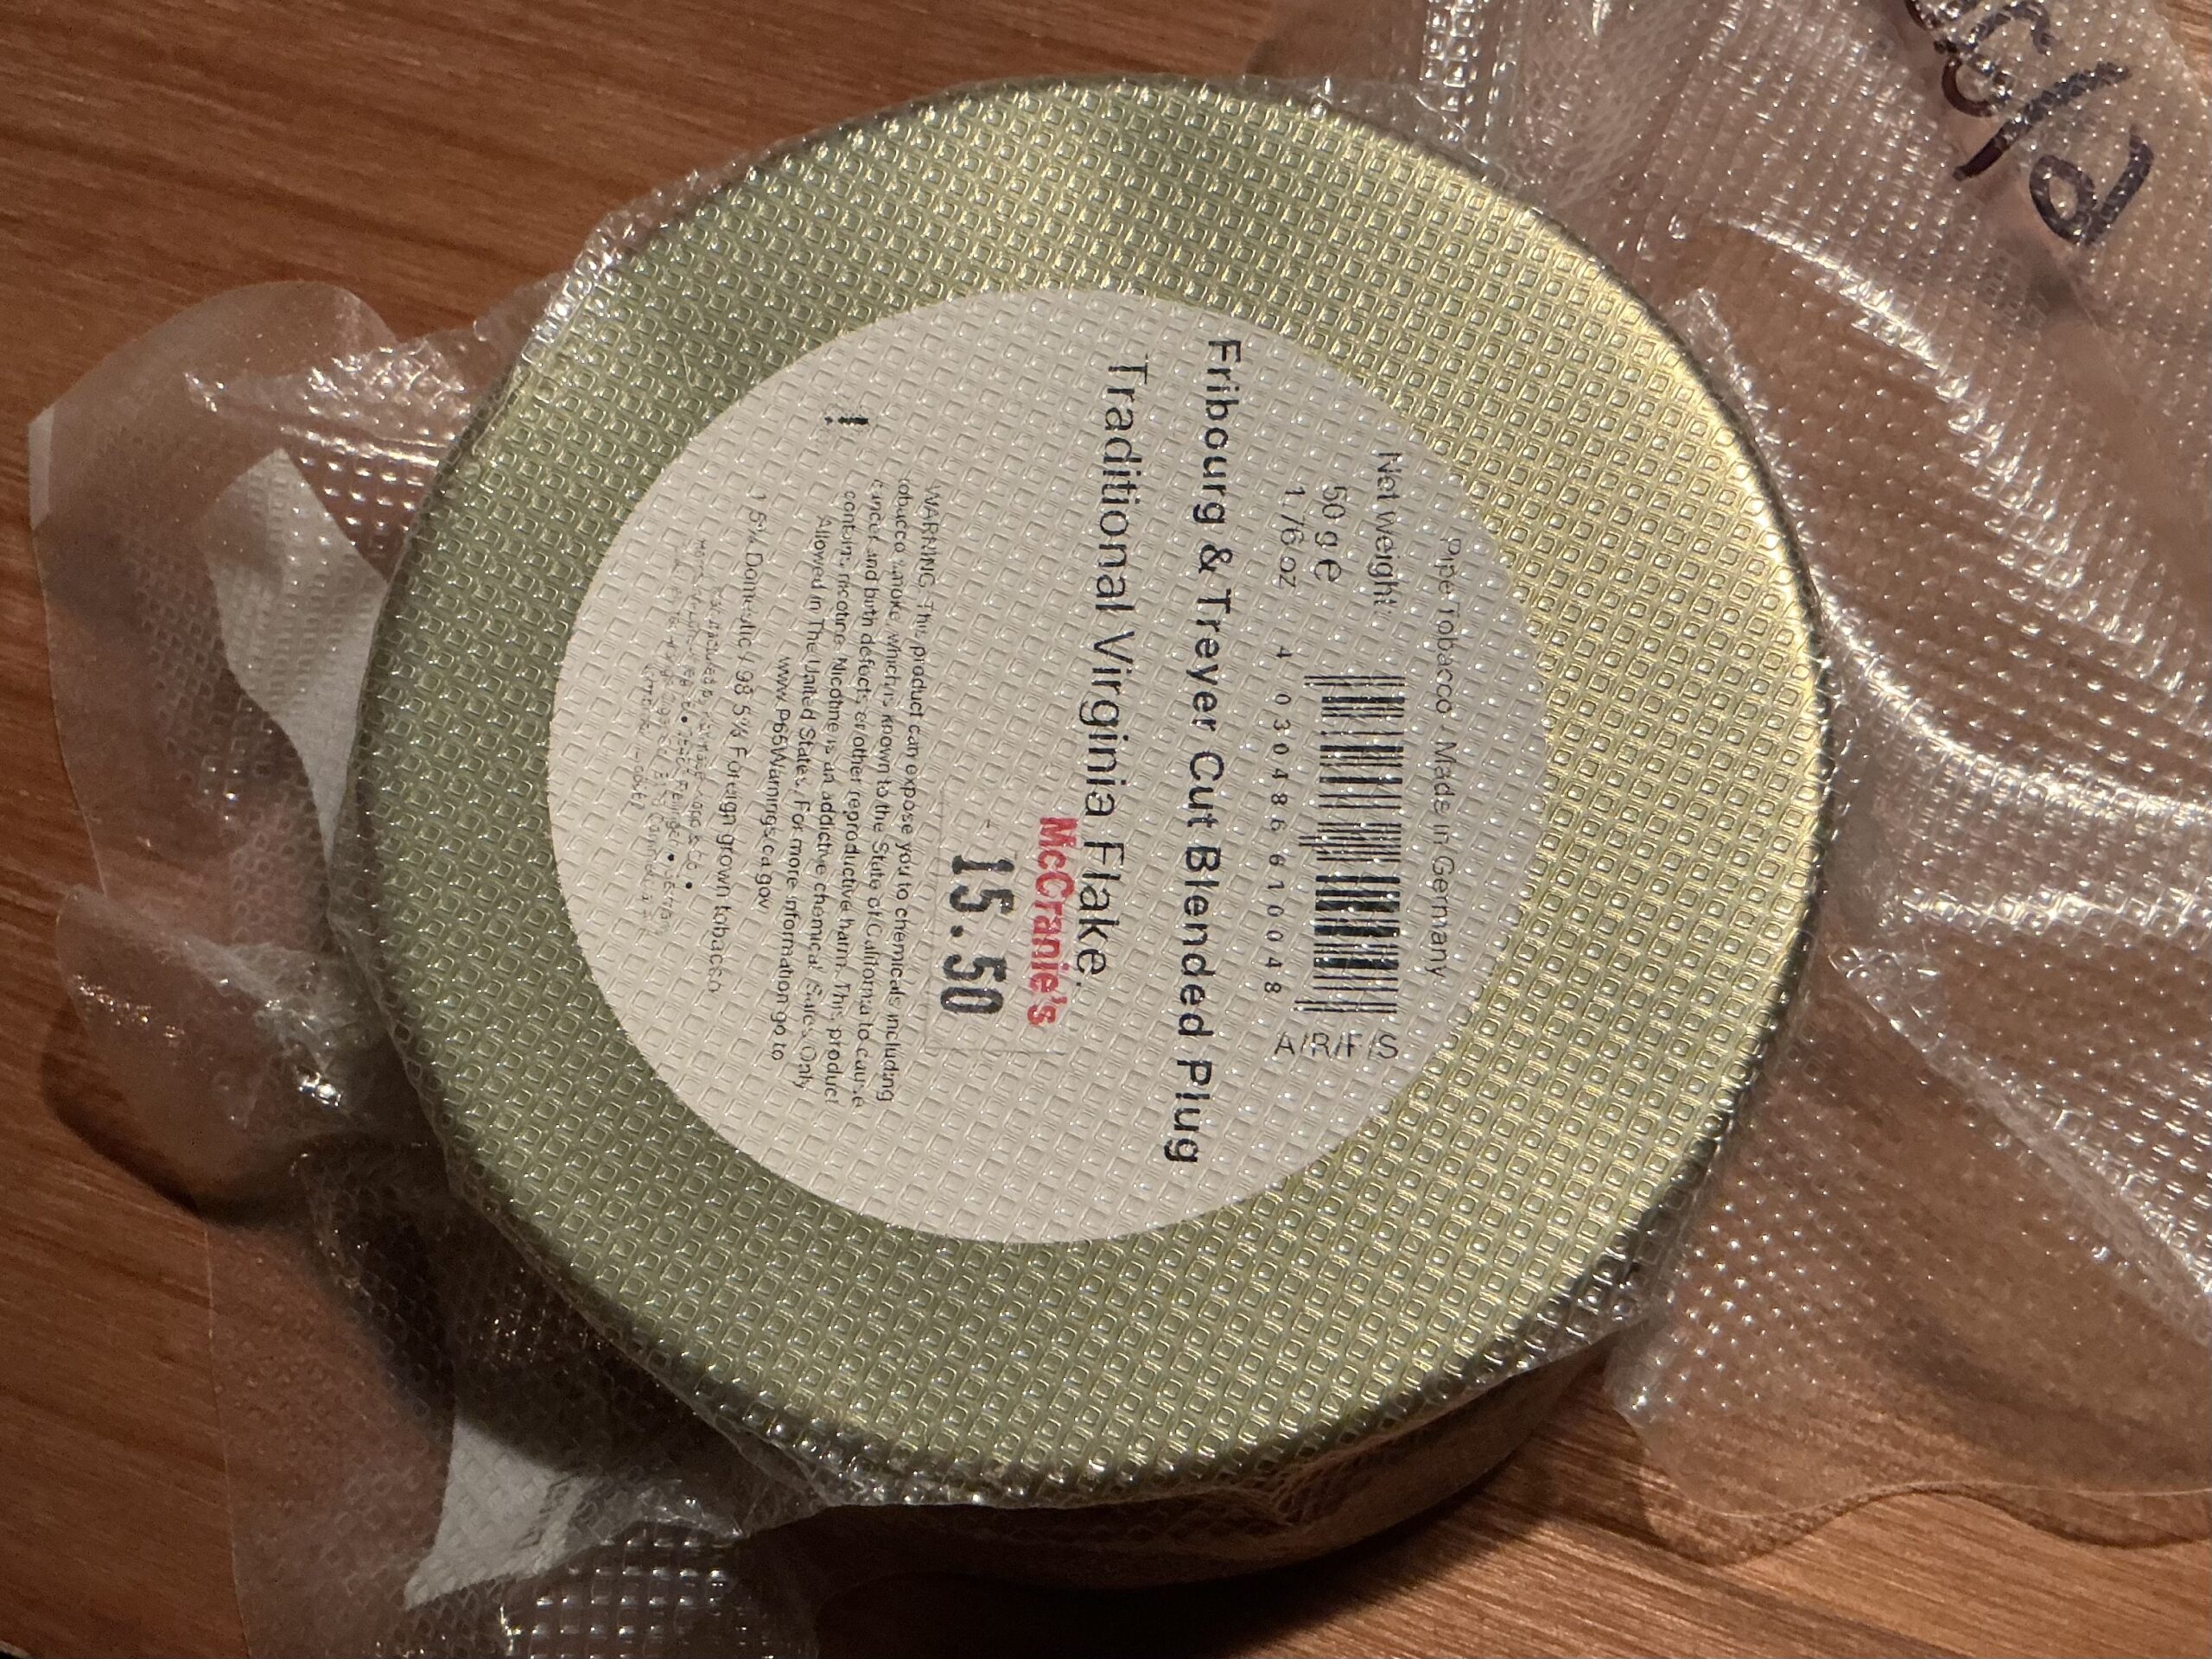 Pipe Tobacco / Made in Germany
Net weight
50 g e
1.76 oz
4 030486 610048
A/R/F/S
Fribourg & Treyer Cut Blended Plug
Traditional Virginia Flake.
McCranie's
15.50
!
WARNING: This product can expose you to chemicals including
tobacco smoke, which is known to the State of California to cause
cancer and birth defects or other reproductive harm. This product
contains nicotine. Nicotine is an addictive chemical. Sales Only
Allowed in The United States. For more information go to
www.P65Warnings.ca.gov
1.5% Domestic / 98.5% Foreign grown tobacco